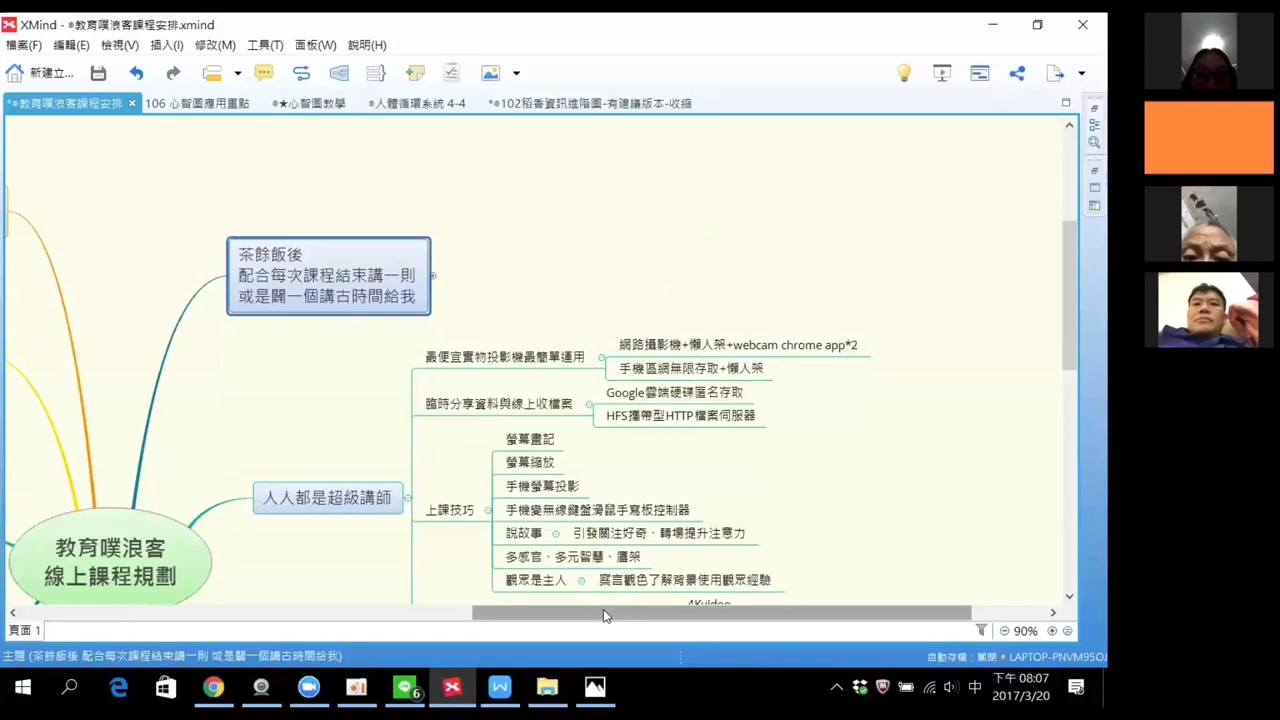 XMind - *教育噗浪客課程安排.xmind
檔案(F) 編輯(E) 檢視(V) 插入(I) 修改(M) 工具(T) 面板(W) 說明(H)
新建立...
*教育噗浪客課程安排 106 心智圖應用重點 *★心智圖教學 *人體循環系統 4-4 *102稻香資訊進階圖-有建議版本-收縮
茶餘飯後
配合每次課程結束講一則
或是闢一個講古時間給我
網路攝影機+懶人架+webcam chrome app*2
最便宜實物投影機最簡單運用
手機區網無限存取+懶人架
Google雲端硬碟匿名存取
臨時分享資料與線上收檔案
HFS攜帶型HTTP檔案伺服器
螢幕畫記
螢幕縮放
手機螢幕投影
人人都是超級講師
上課技巧
手機變無線鍵盤滑鼠手寫板控制器
說故事 引發關注好奇、轉場提升注意力
多感官、多元智慧、鷹架
觀眾是主人 察言觀色了解背景使用觀眾經驗
教育噗浪客
線上課程規劃
4Kvideo
頁面 1
90%
主題 (茶餘飯後 配合每次課程結束講一則 或是闢一個講古時間給我)
自動存檔：關閉 LAPTOP-PNVM95OJ
6
中
下午 08:07
2017/3/20